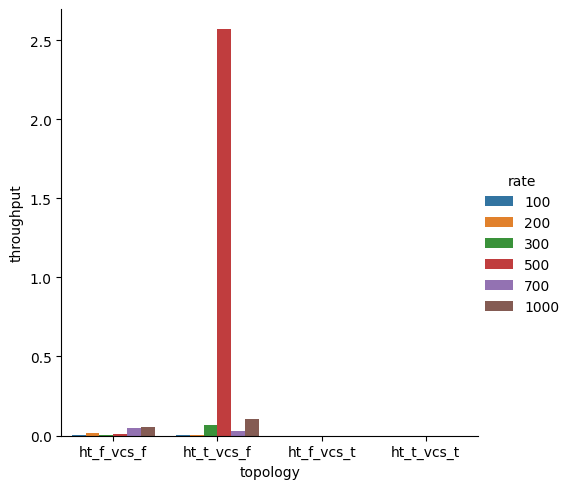 2.5
2.0
1.5
1.0
0.5
0.0
throughput
ht_f_vcs_f
ht_t_vcs_f
ht_f_vcs_t
ht_t_vcs_t
topology
rate
100
200
300
500
700
1000